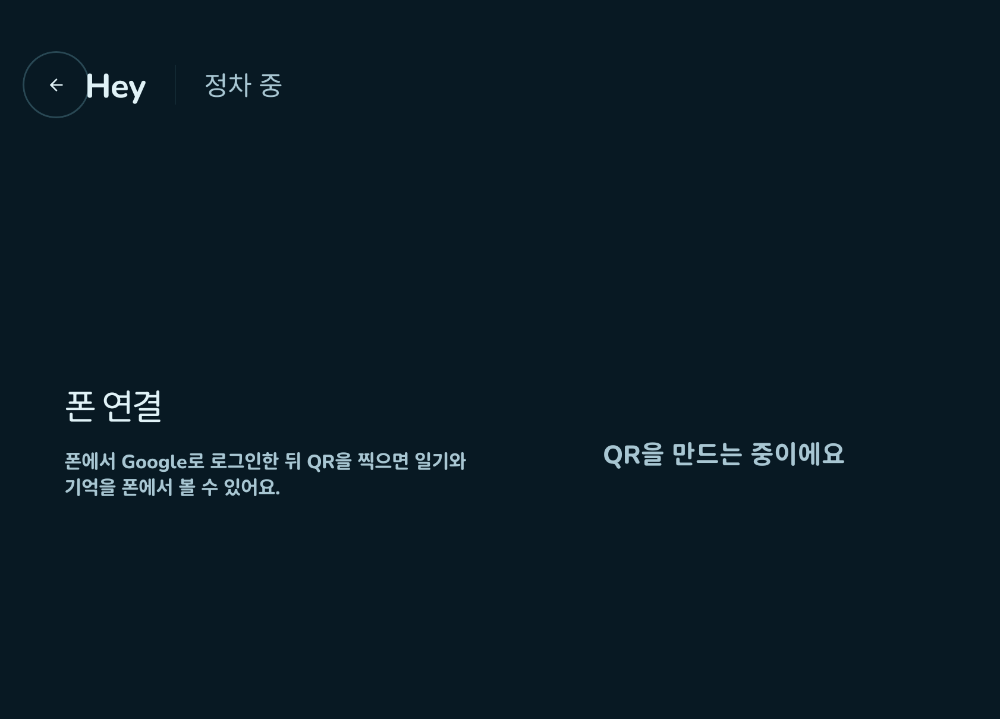 Hey
정차 중
폰 연결
폰에서 Google로 로그인한 뒤 QR을 찍으면 일기와
기억을 폰에서 볼 수 있어요.
QR을 만드는 중이에요